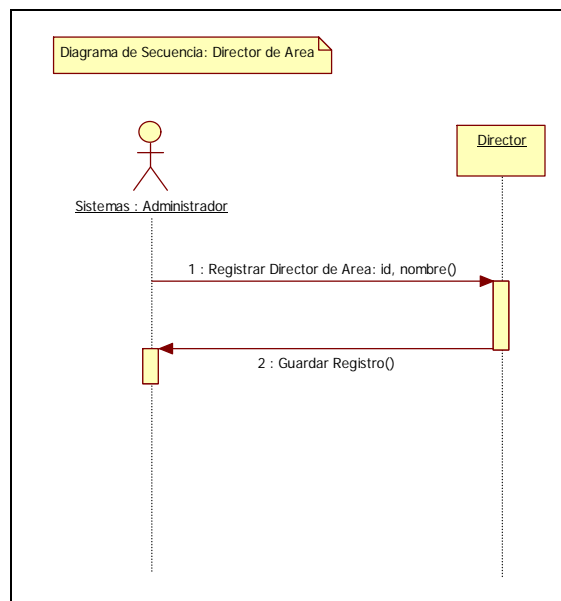 Diagrama de Secuencia: Director de Area
Director
Sistemas : Administrador
1 : Registrar Director de Area: id, nombre()
2 : Guardar Registro()